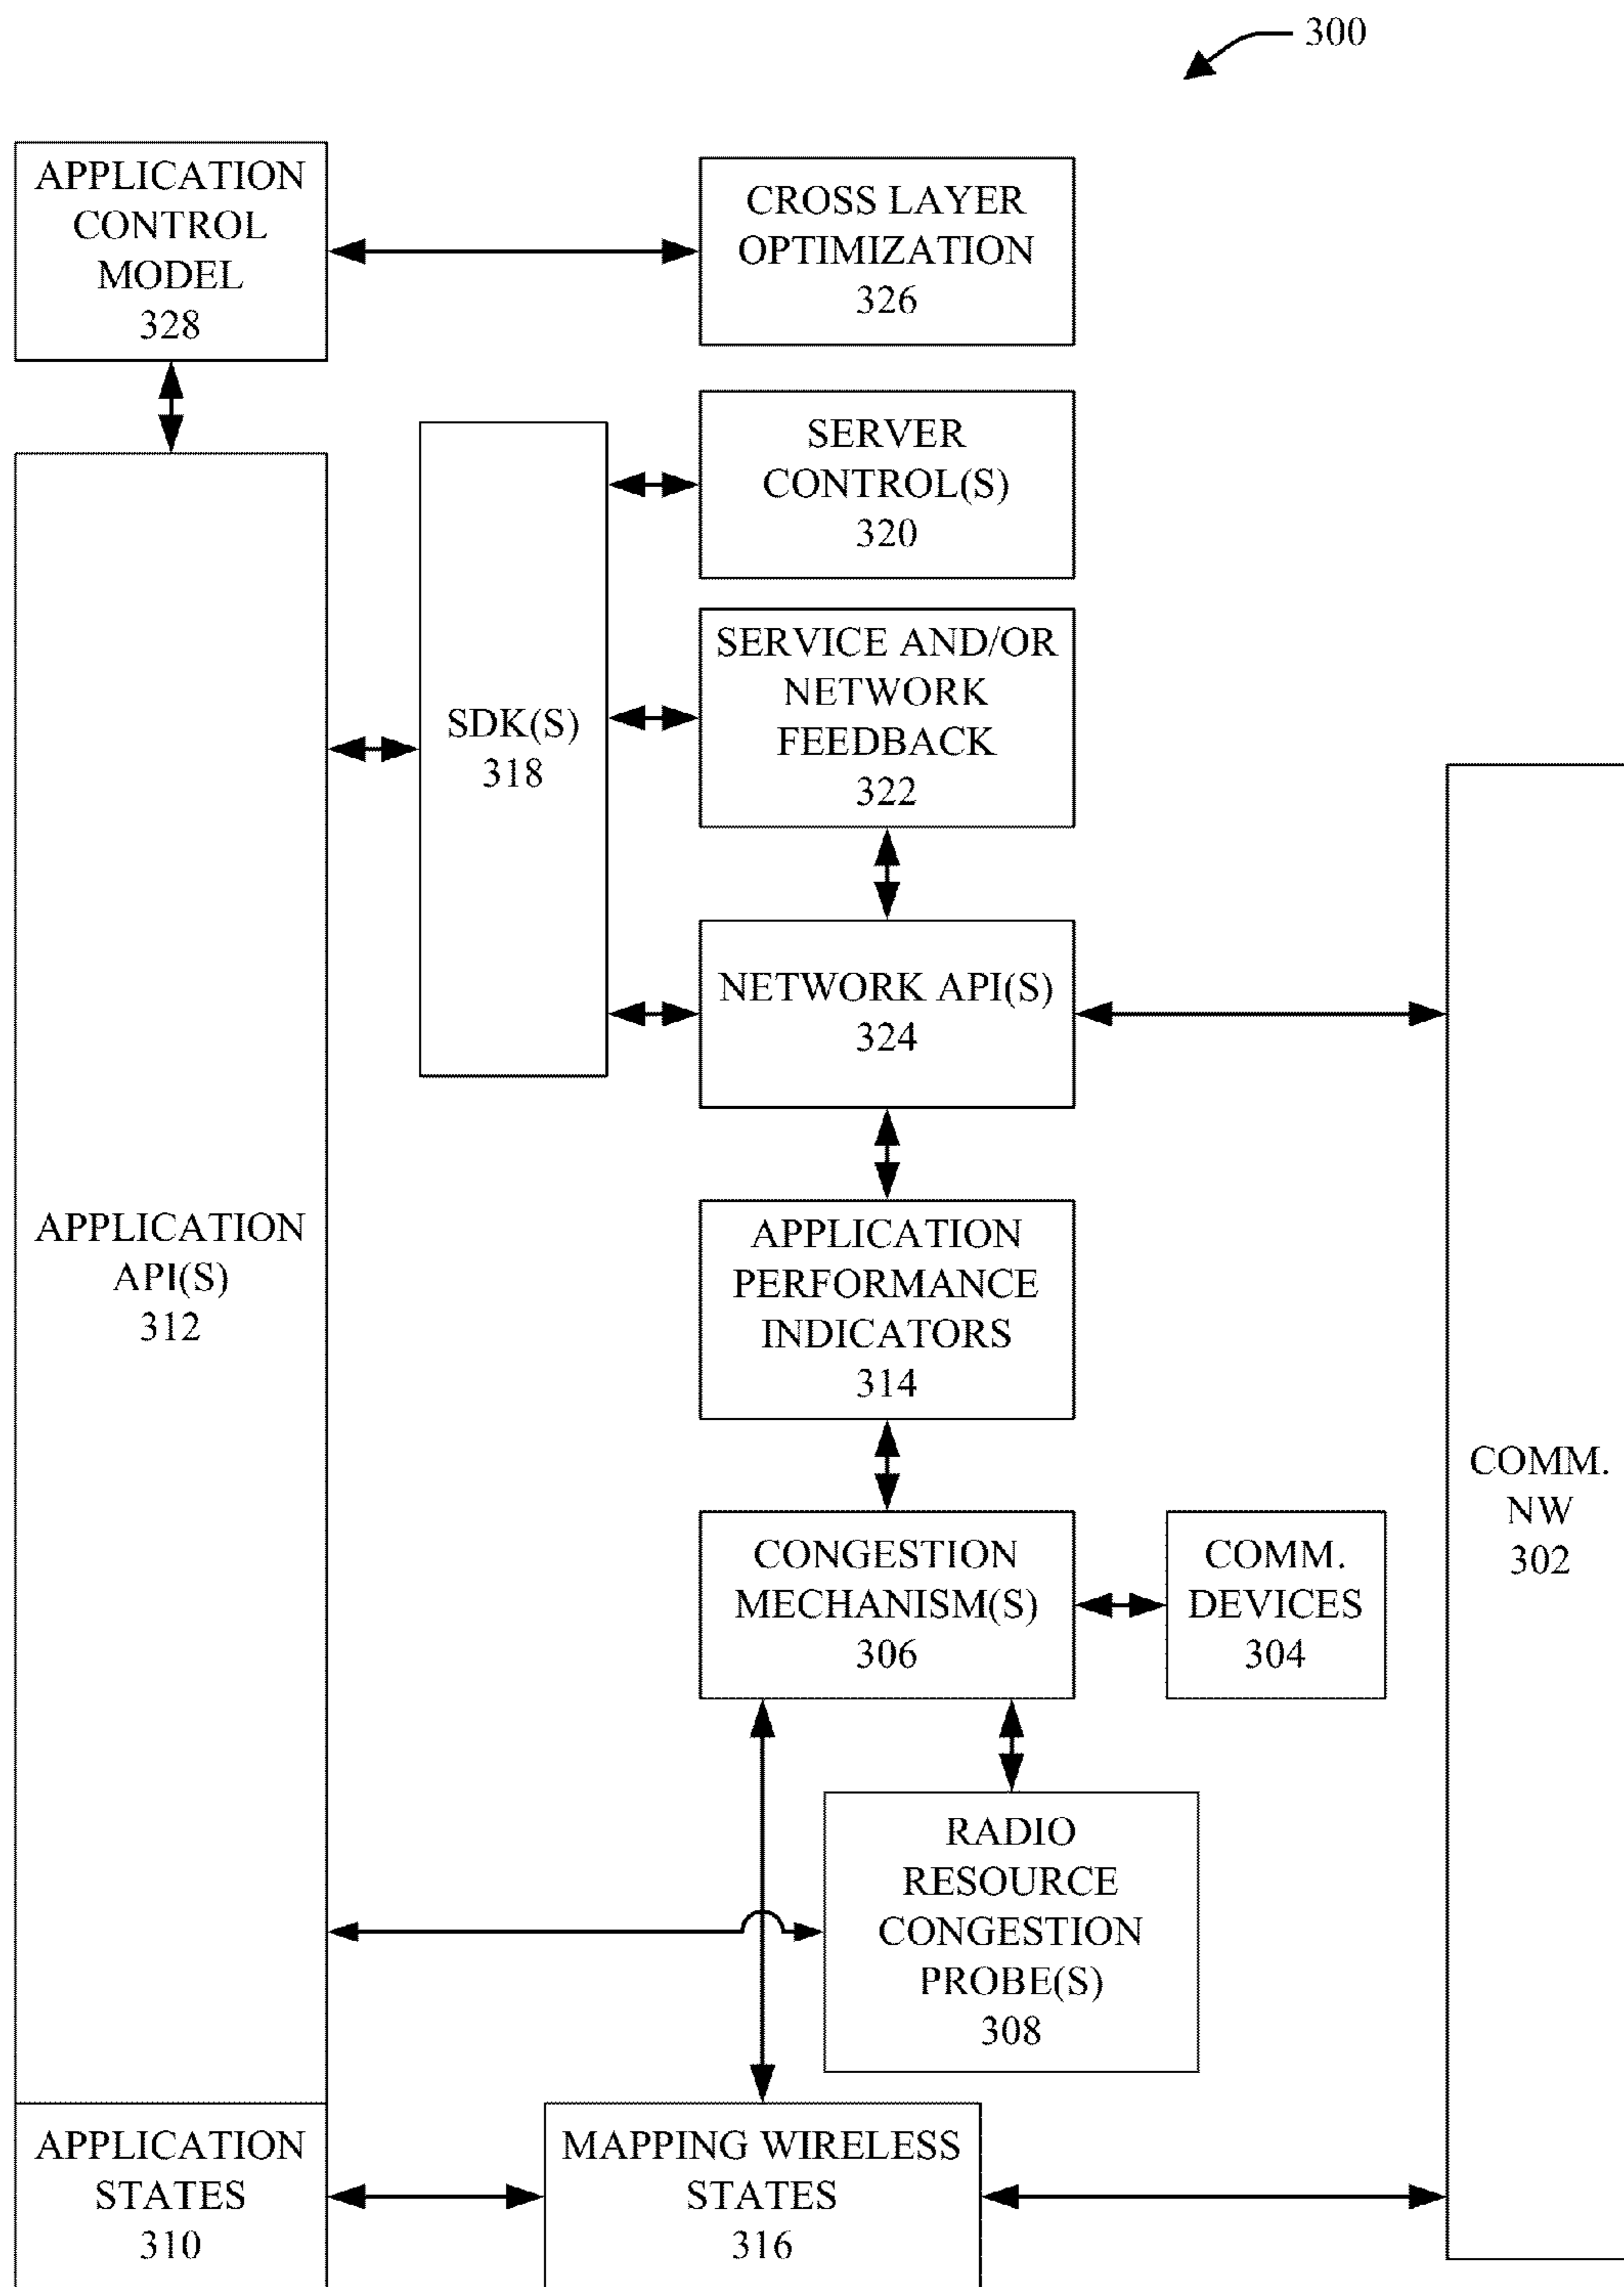 300
APPLICATION
CONTROL
MODEL
328
CROSS LAYER
OPTIMIZATION
326
SERVER
CONTROL(S)
320
SDK(S)
318
SERVICE AND/OR
NETWORK
FEEDBACK
322
NETWORK API(S)
324
APPLICATION
API(S)
312
APPLICATION
PERFORMANCE
INDICATORS
314
COMM.
NW
302
CONGESTION
MECHANISM(S)
306
COMM.
DEVICES
304
RADIO
RESOURCE
CONGESTION
PROBE(S)
308
APPLICATION
STATES
310
MAPPING WIRELESS
STATES
316